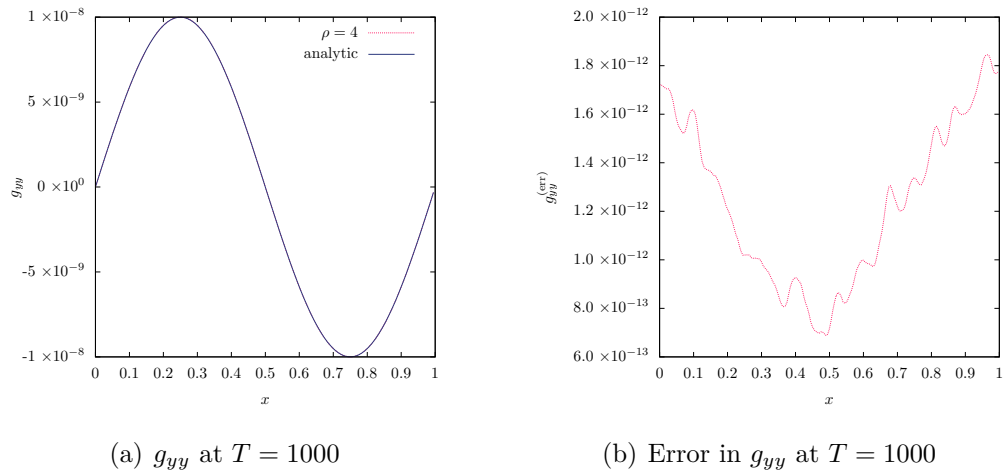 1 ×10⁻⁸
5 ×10⁻⁹
0 ×10⁰
-5 ×10⁻⁹
-1 ×10⁻⁸
g_yy
ρ = 4
analytic
0 0.1 0.2 0.3 0.4 0.5 0.6 0.7 0.8 0.9 1
x
(a) g_yy at T = 1000
2.0 ×10⁻¹²
1.8 ×10⁻¹²
1.6 ×10⁻¹²
1.4 ×10⁻¹²
1.2 ×10⁻¹²
1.0 ×10⁻¹²
8.0 ×10⁻¹³
6.0 ×10⁻¹³
g_yy^(err)
0 0.1 0.2 0.3 0.4 0.5 0.6 0.7 0.8 0.9 1
x
(b) Error in g_yy at T = 1000